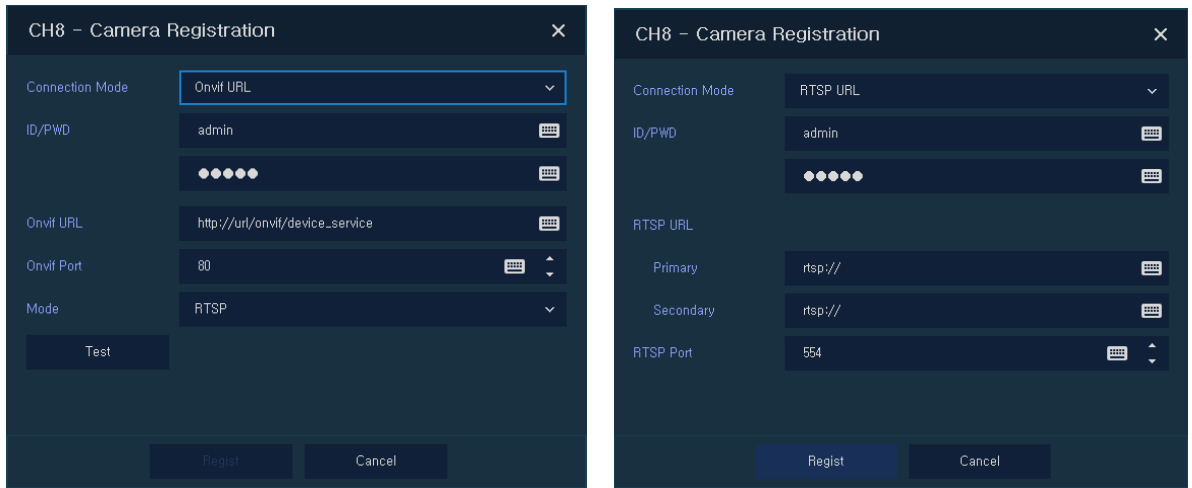 CH8 - Camera Registration
Connection Mode Onvif URL
ID/PWD admin
●●●●●
Onvif URL http://url/onvif/device_service
Onvif Port 80
Mode RTSP
Test
Regist Cancel
CH8 - Camera Registration
Connection Mode RTSP URL
ID/PWD admin
●●●●●
RTSP URL
Primary rtsp://
Secondary rtsp://
RTSP Port 554
Regist Cancel